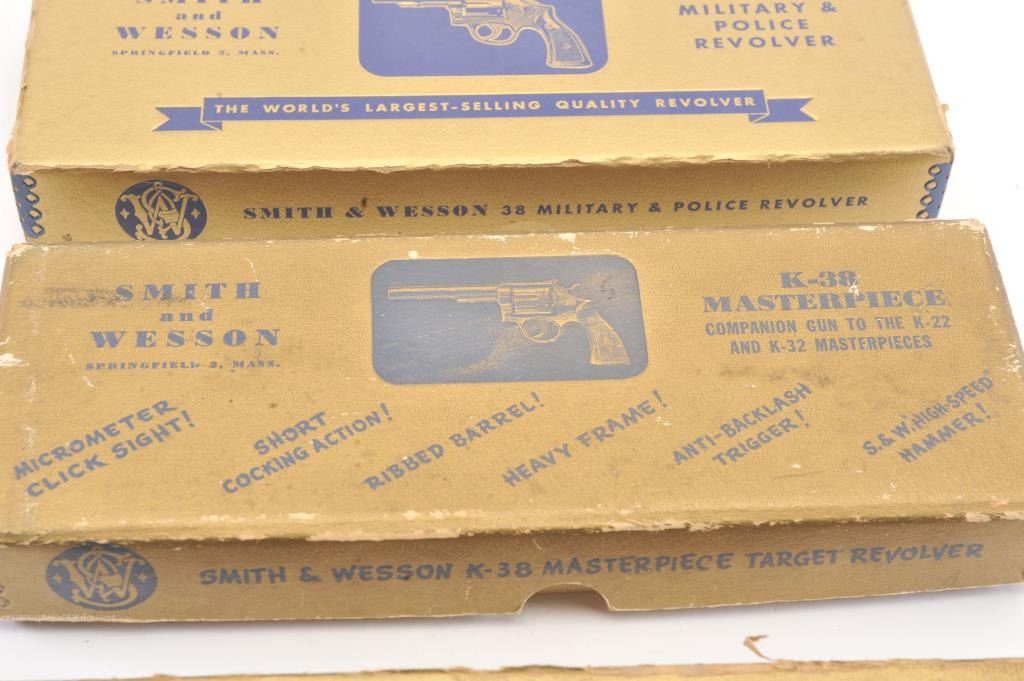 SMITH
and
WESSON
SPRINGFIELD 2, MASS.
MILITARY &
POLICE
REVOLVER
THE WORLD'S LARGEST-SELLING QUALITY REVOLVER
SMITH & WESSON 38 MILITARY & POLICE REVOLVER
SMITH
and
WESSON
SPRINGFIELD 2, MASS.
K-38
MASTERPIECE
COMPANION GUN TO THE K-22
AND K-32 MASTERPIECES
MICROMETER
CLICK SIGHT!
SHORT
COCKING ACTION!
RIBBED BARREL!
HEAVY FRAME!
ANTI-BACKLASH
TRIGGER!
S.& W. HIGH-SPEED"
HAMMER!
SMITH & WESSON K-38 MASTERPIECE TARGET REVOLVER